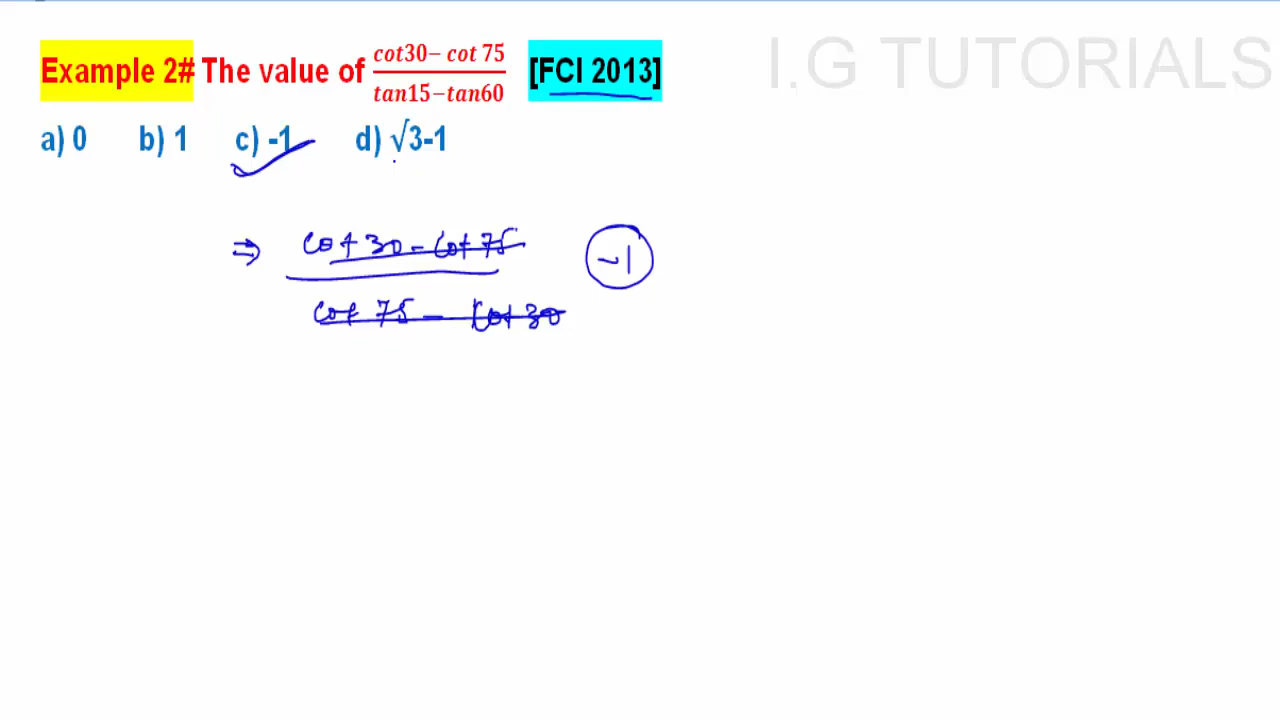 I.G TUTORIALS
Example 2# The value of (cot30− cot 75)/(tan15−tan60) [FCI 2013]
a) 0 b) 1 c) -1 d) √3-1
⇒ cot 30 - cot 75
-1
cot 75 - cot 30